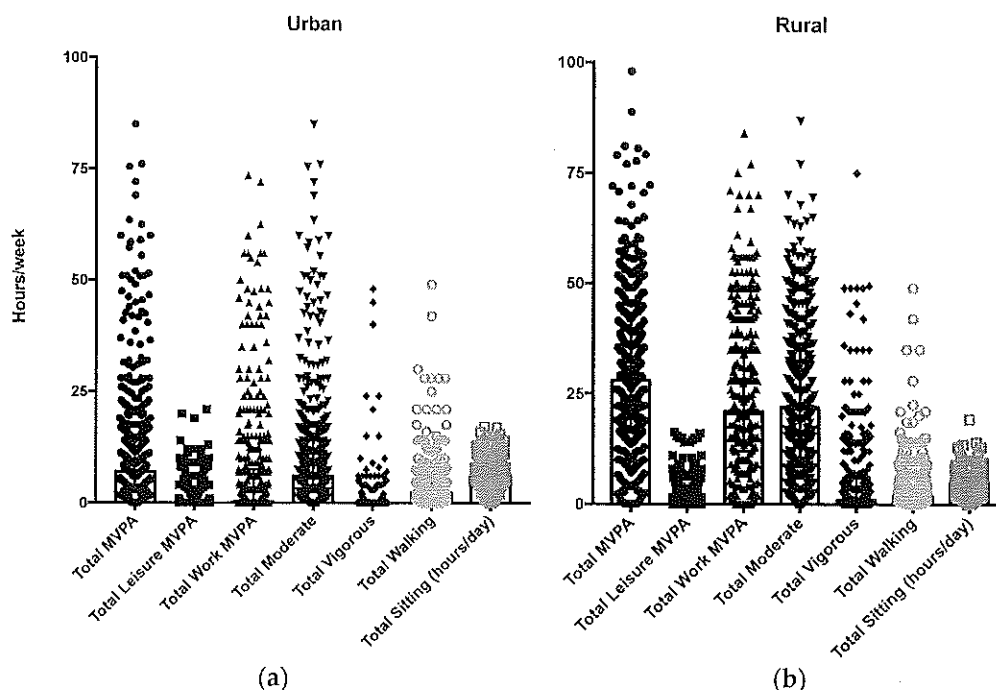 Urban
Rural
Hours/week
100
75
50
25
0
Total MVPA
Total Leisure MVPA
Total Work MVPA
Total Moderate
Total Vigorous
Total Walking
Total Sitting (hours/day)
100
75
50
25
0
Total MVPA
Total Leisure MVPA
Total Work MVPA
Total Moderate
Total Vigorous
Total Walking
Total Sitting (hours/day)
(a)
(b)